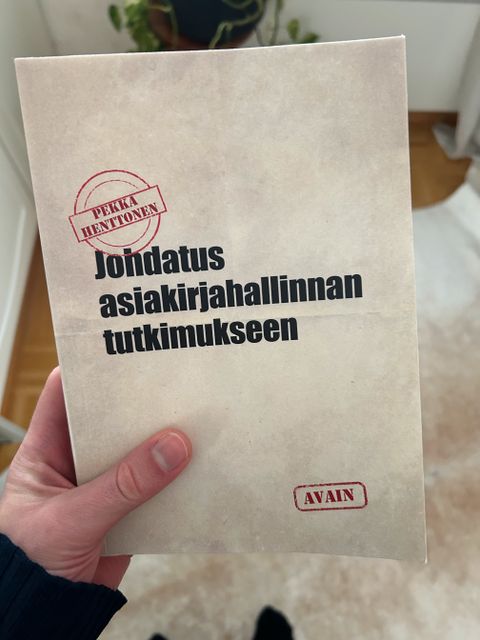 PEKKA
HENTTONEN
Johdatus
asiakirjahallinnan
tutkimukseen
AVAIN